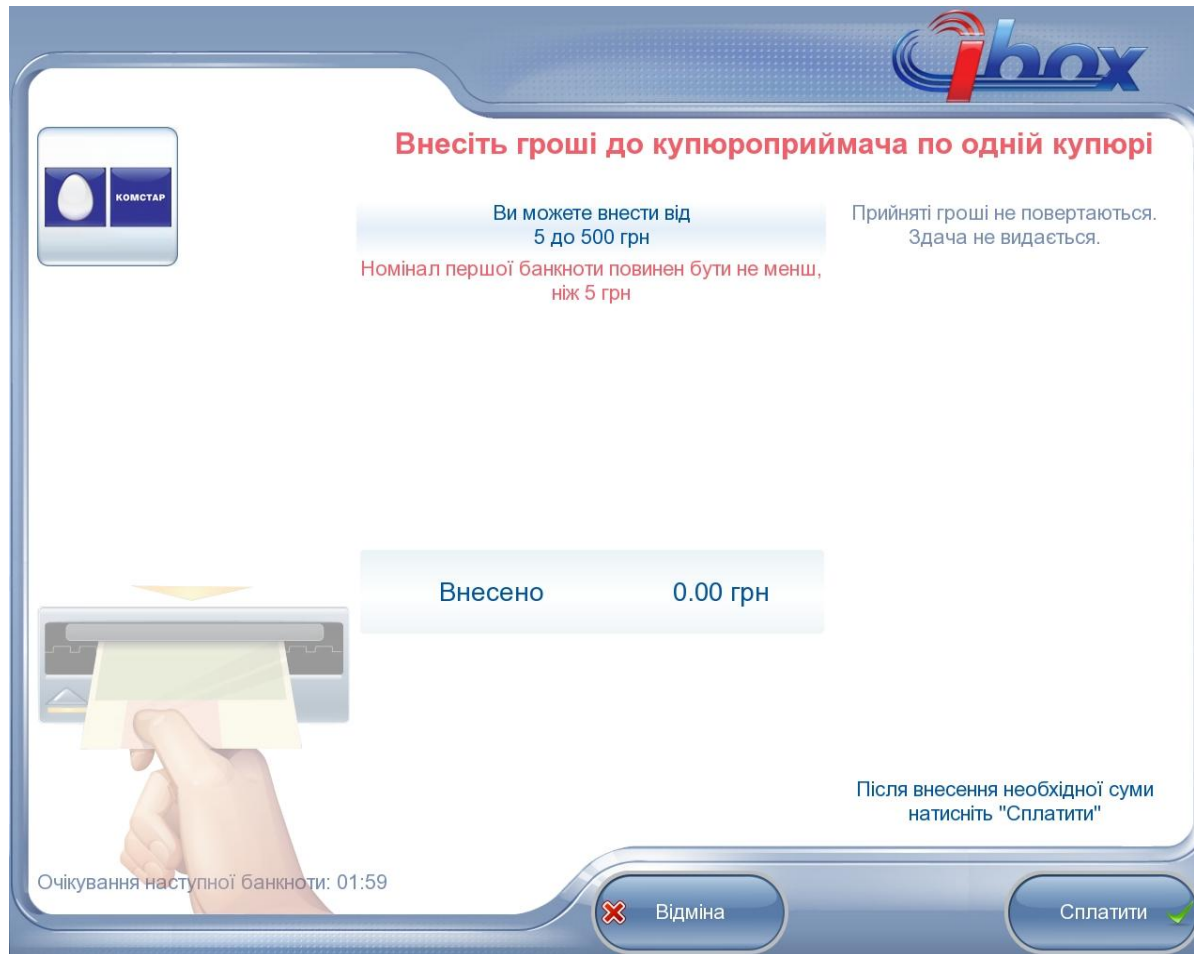 ibox
Внесіть гроші до купюроприймача по одній купюрі
КОМСТАР
Ви можете внести від
5 до 500 грн
Номінал першої банкноти повинен бути не менш,
ніж 5 грн
Прийняті гроші не повертаються.
Здача не видається.
Внесено 0.00 грн
Після внесення необхідної суми
натисніть "Сплатити"
Очікування наступної банкноти: 01:59
Відміна
Сплатити